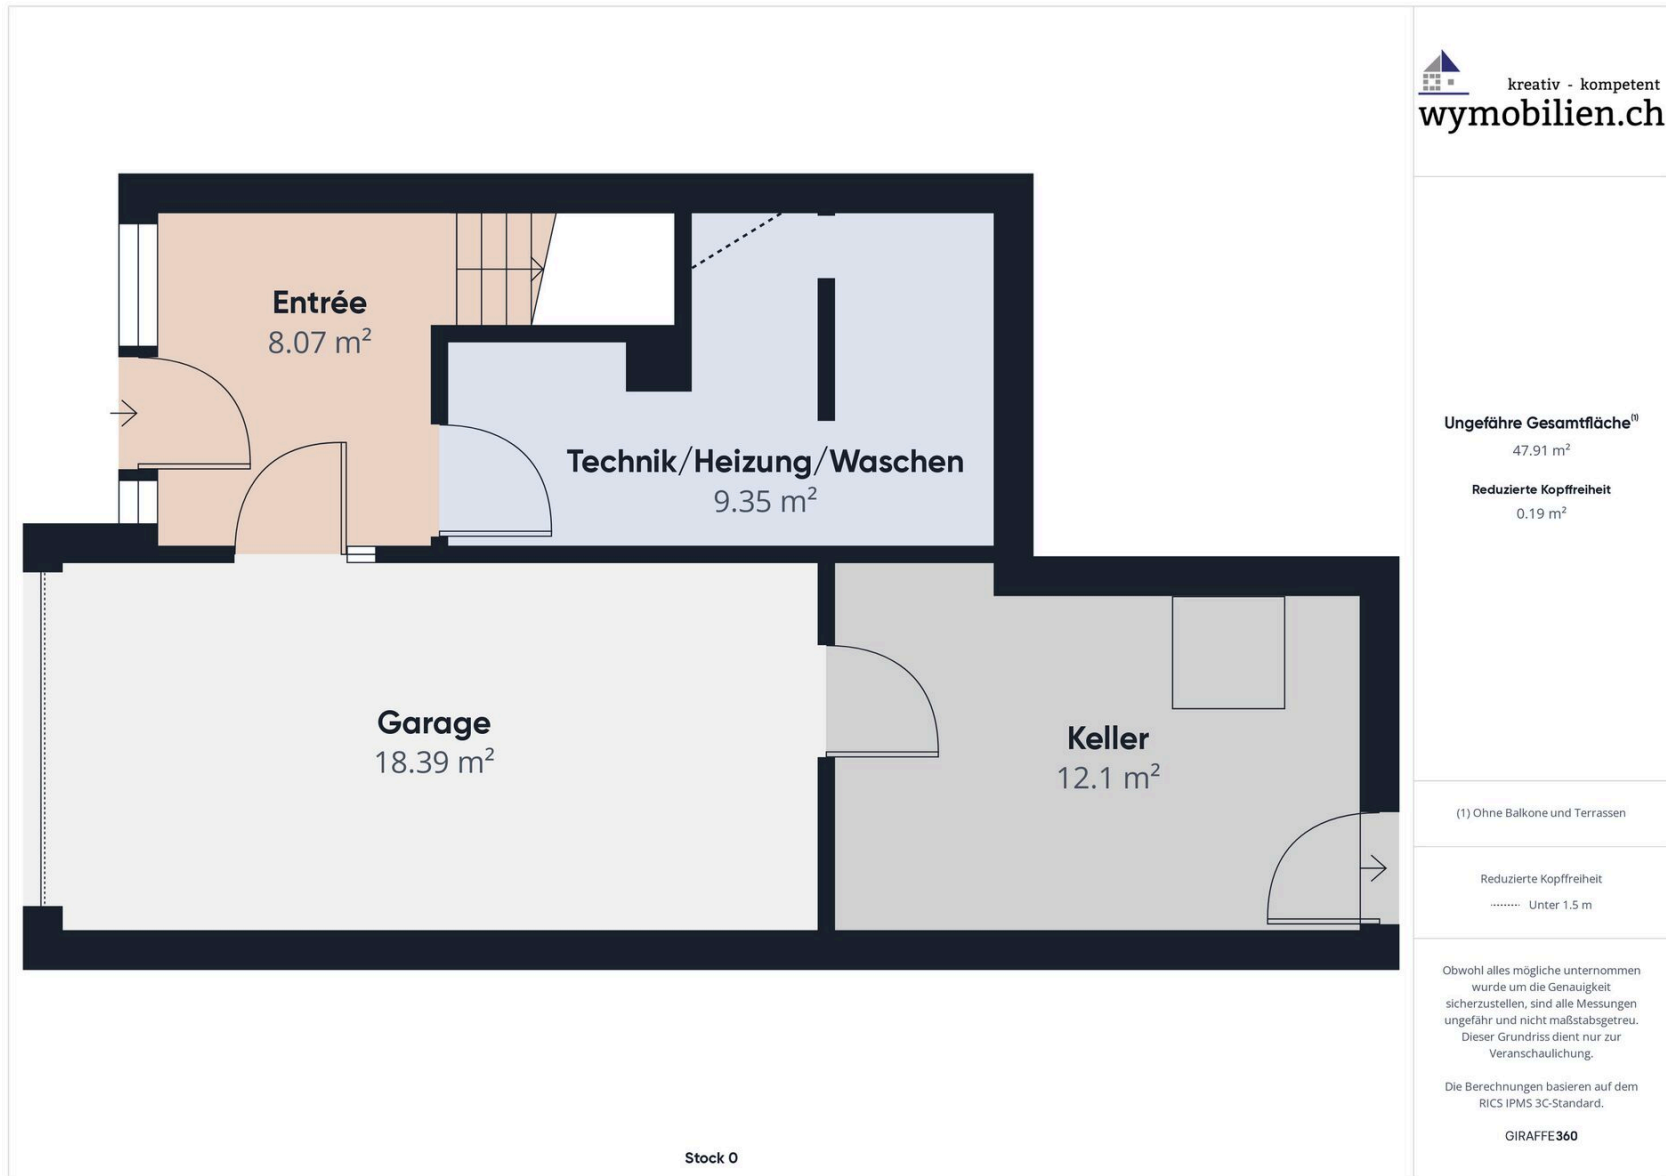 kreativ - kompetent
wymobilien.ch
Entrée
8.07 m²
Technik/Heizung/Waschen
9.35 m²
Garage
18.39 m²
Keller
12.1 m²
Stock 0
Ungefähre Gesamtfläche⁽¹⁾
47.91 m²
Reduzierte Kopffreiheit
0.19 m²
(1) Ohne Balkone und Terrassen
Reduzierte Kopffreiheit
Unter 1.5 m
Obwohl alles mögliche unternommen
wurde um die Genauigkeit
sicherzustellen, sind alle Messungen
ungefähr und nicht maßstabsgetreu.
Dieser Grundriss dient nur zur
Veranschaulichung.
Die Berechnungen basieren auf dem
RICS IPMS 3C-Standard.
GIRAFFE360